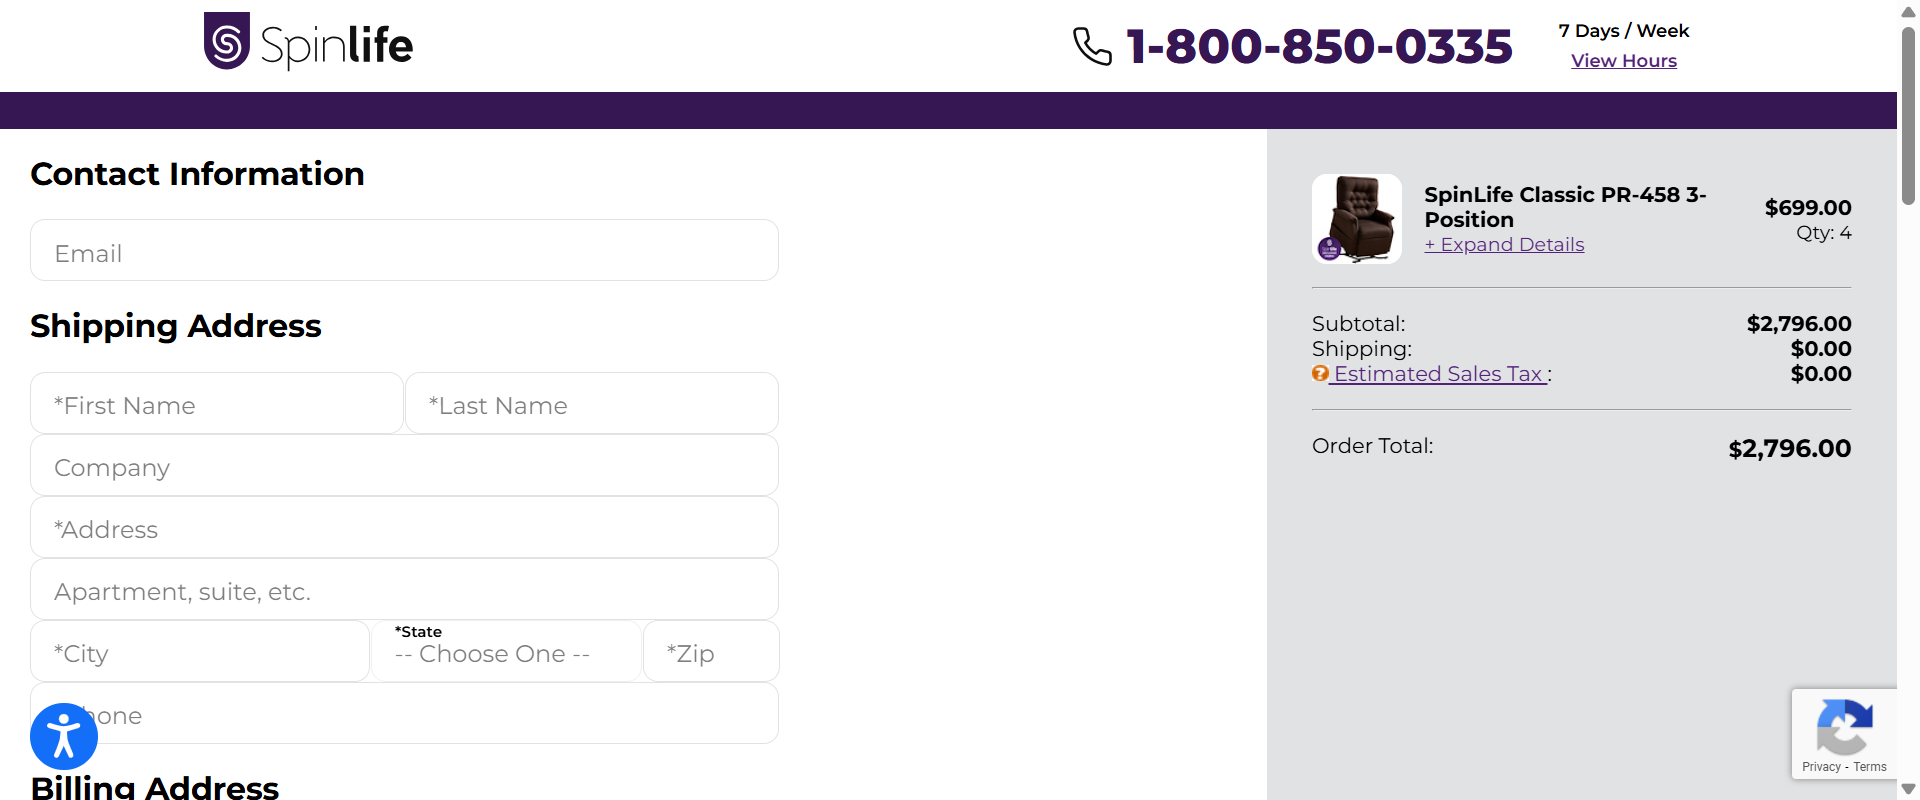 Spinlife
1-800-850-0335
7 Days / Week
View Hours
Contact Information
Email
Shipping Address
*First Name
*Last Name
Company
*Address
Apartment, suite, etc.
*City
*State
-- Choose One --
*Zip
hone
Billing Address
SpinLife Classic PR-458 3-
Position
+ Expand Details
$699.00
Qty: 4
Subtotal: $2,796.00
Shipping: $0.00
Estimated Sales Tax : $0.00
Order Total: $2,796.00
Privacy - Terms